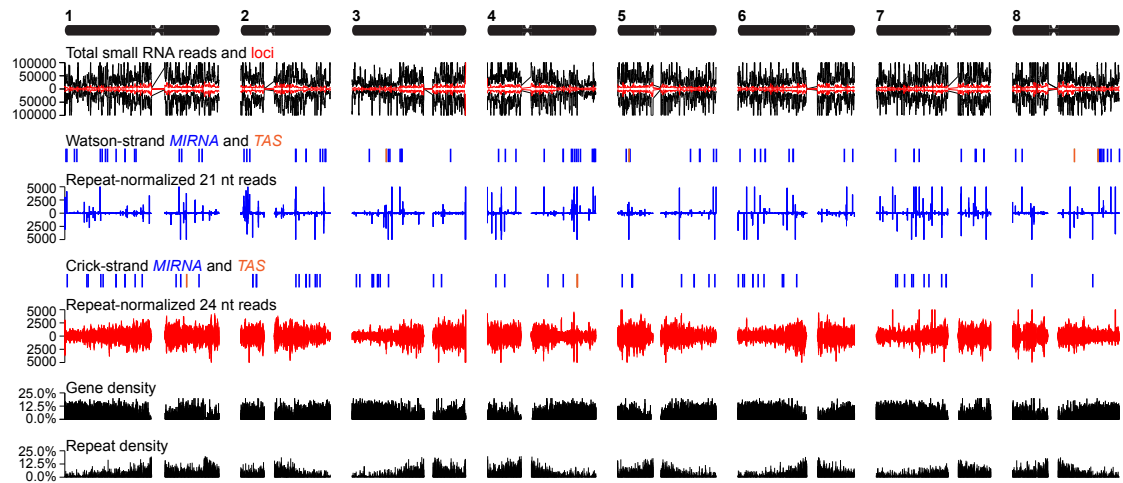 1 2 3 4 5 6 7 8
Total small RNA reads and loci
100000
50000
0
50000
100000
Watson-strand MIRNA and TAS
Repeat-normalized 21 nt reads
5000
2500
0
2500
5000
Crick-strand MIRNA and TAS
Repeat-normalized 24 nt reads
5000
2500
0
2500
5000
Gene density
25.0%
12.5%
0.0%
Repeat density
25.0%
12.5%
0.0%